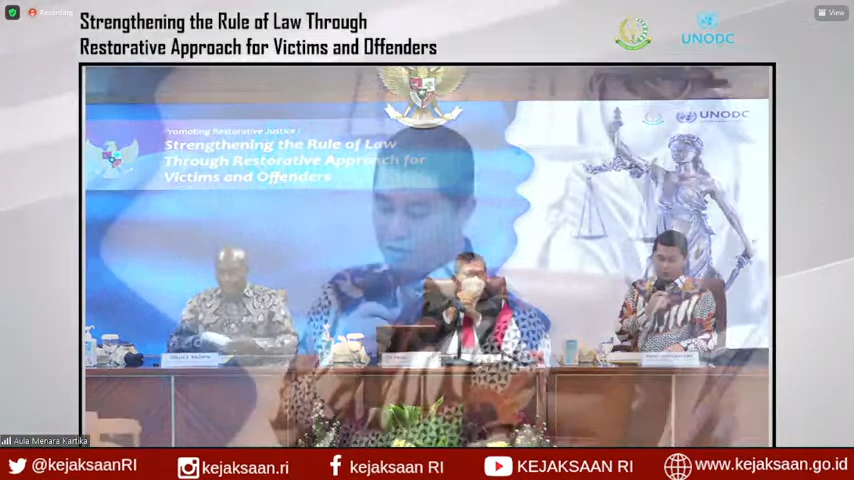 Recording
Strengthening the Rule of Law Through
Restorative Approach for Victims and Offenders
UNODC
View
Promoting Restorative Justice :
Strengthening the Rule of Law
Through Restorative Approach for
Victims and Offenders
UNODC
Aula Menara Kartika
@kejaksaanRI
kejaksaan.ri
kejaksaan RI
KEJAKSAAN RI
www.kejaksaan.go.id